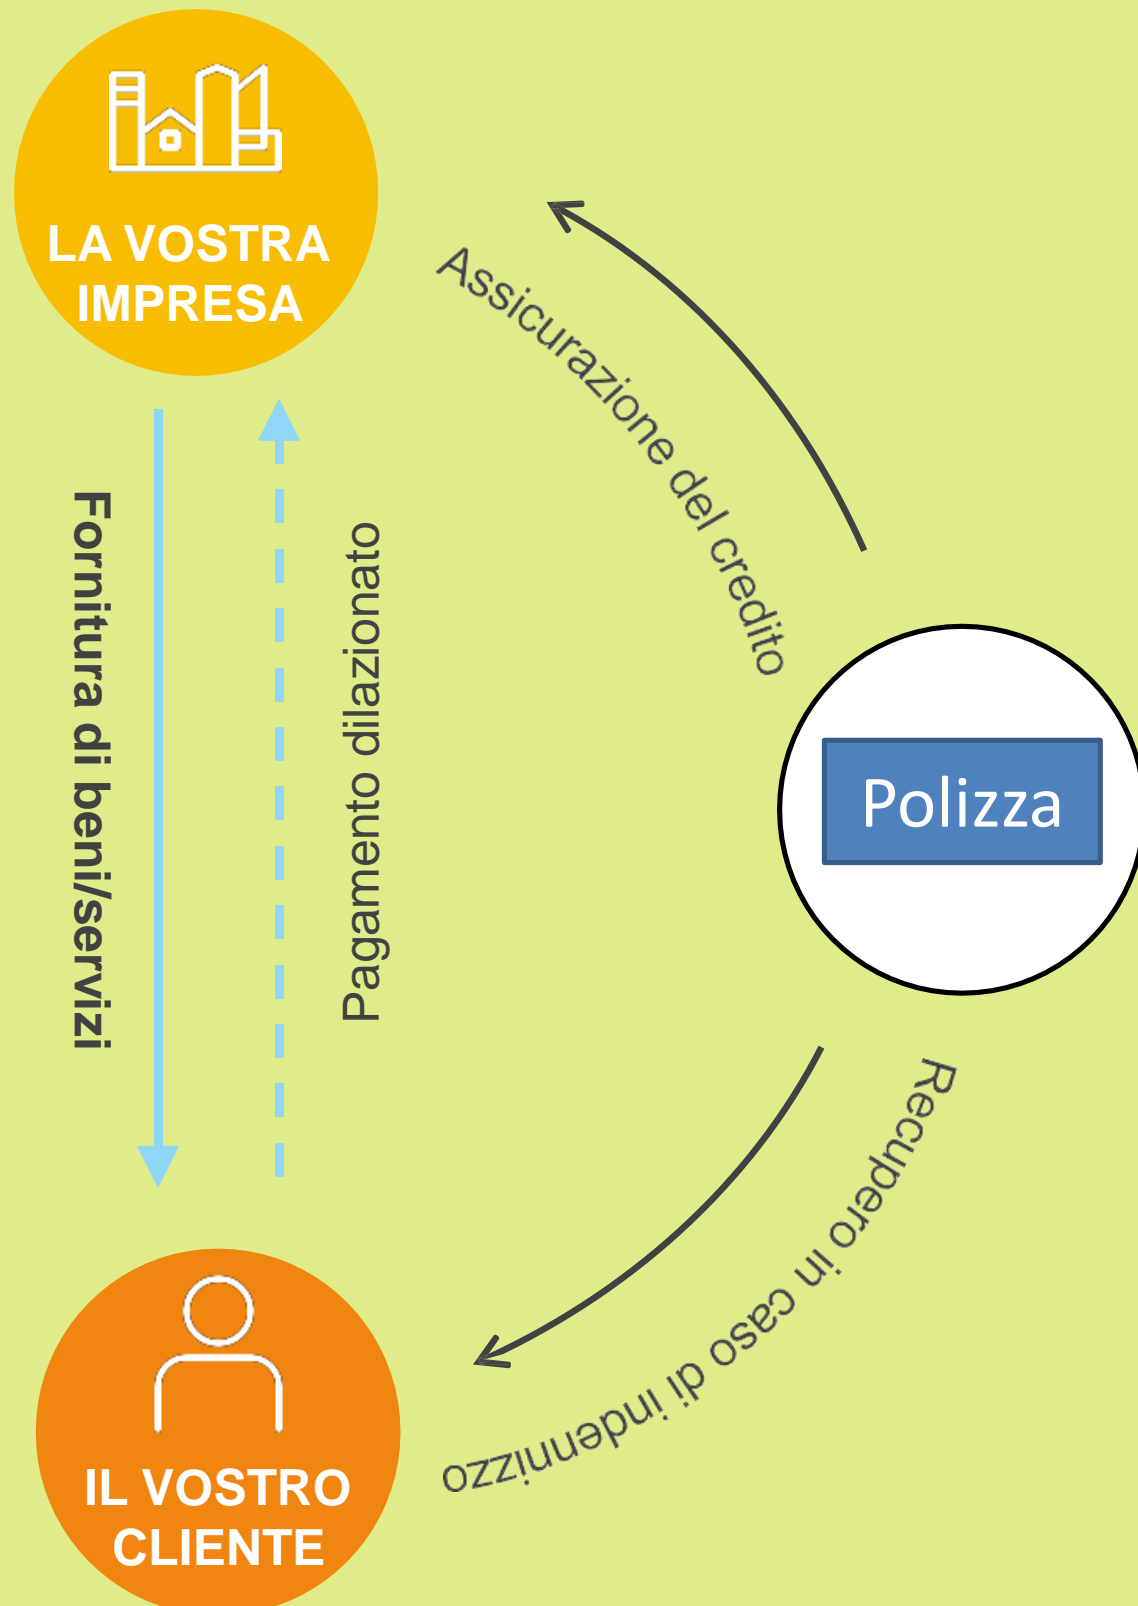 LA VOSTRA
IMPRESA
Assicurazione del credito
Fornitura di beni/servizi
Pagamento dilazionato
Polizza
Recupero in caso di indennizzo
IL VOSTRO
CLIENTE